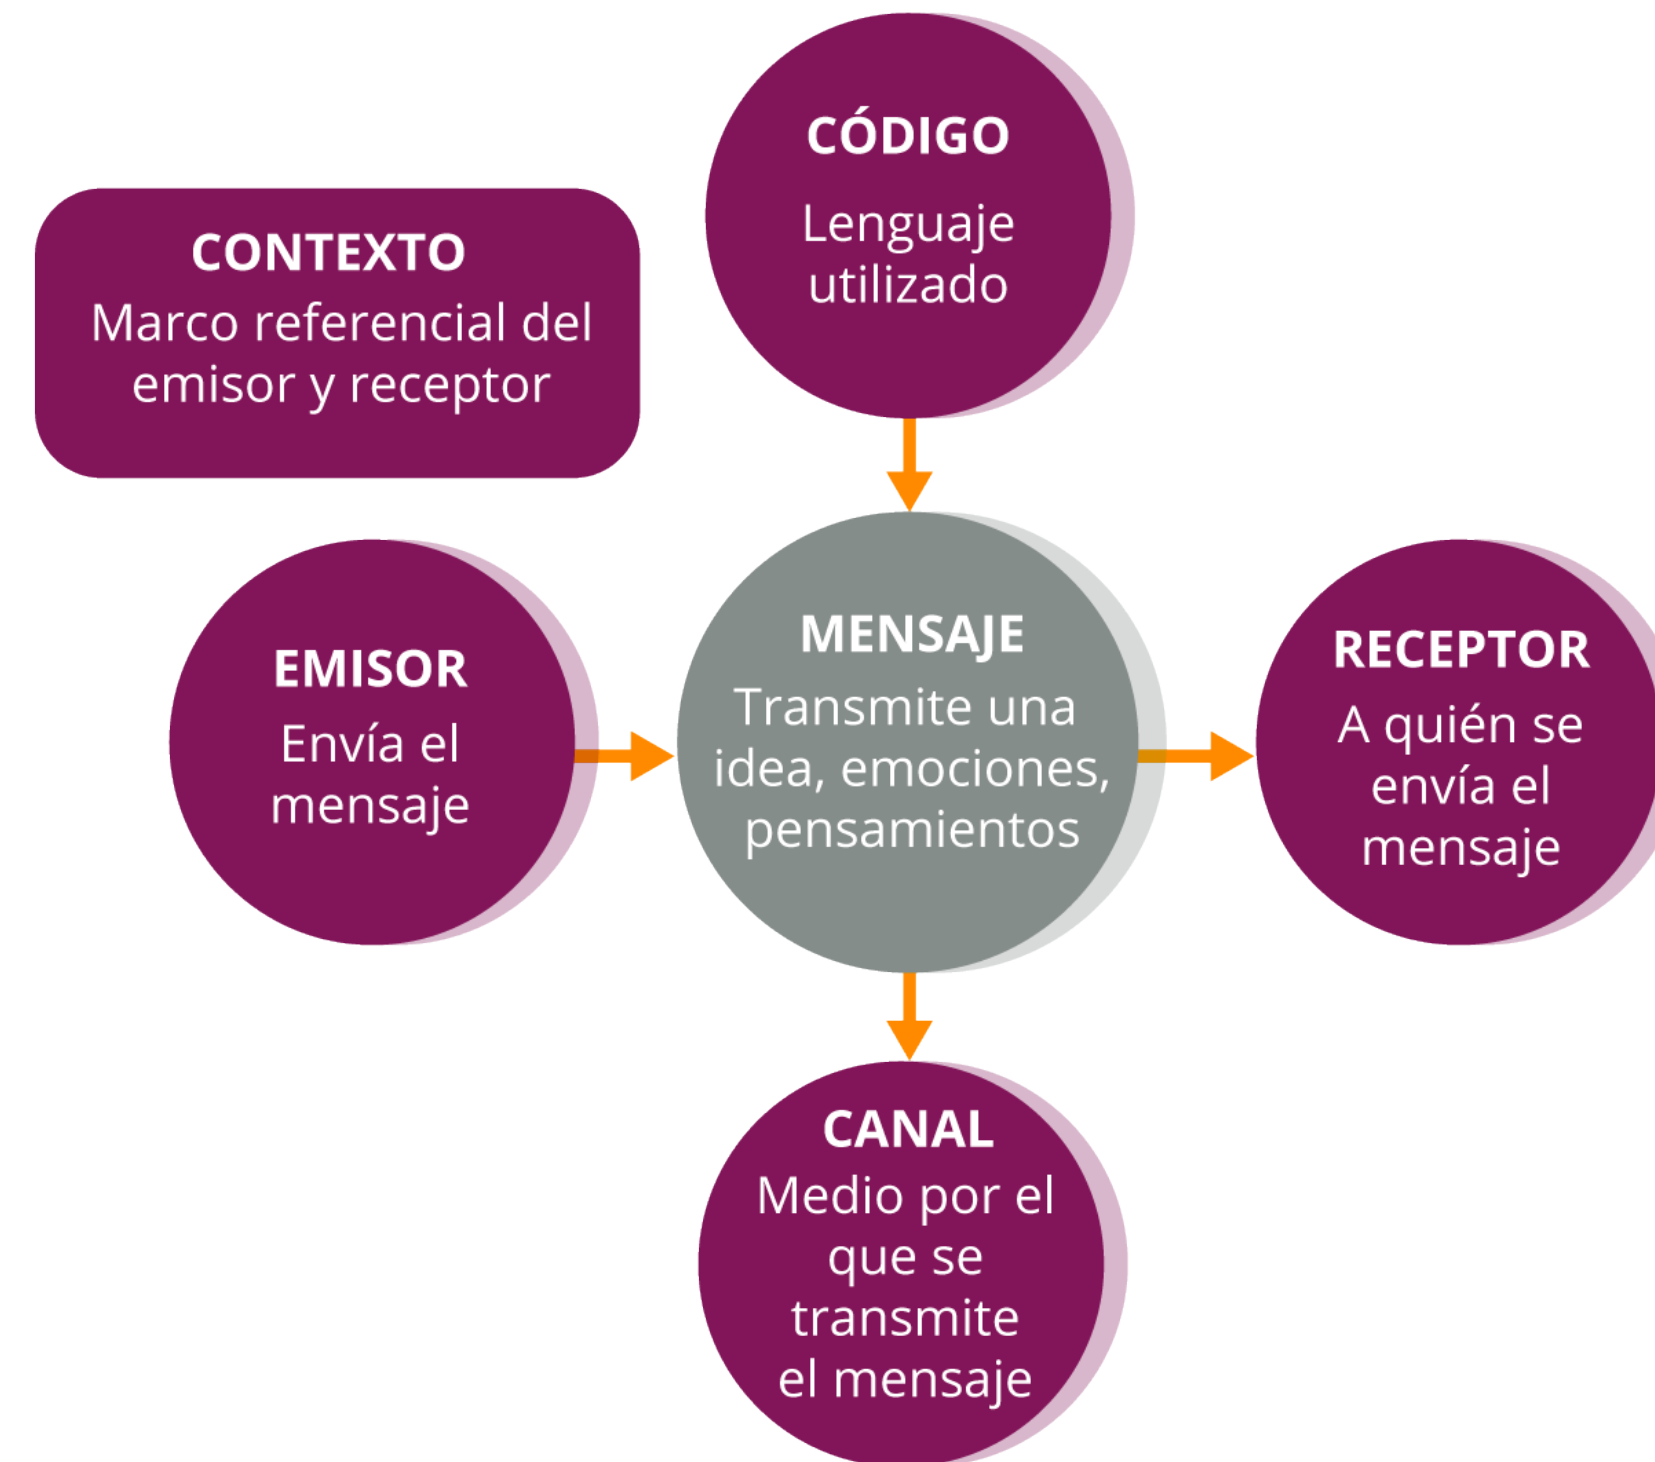 CÓDIGO
Lenguaje
utilizado
CONTEXTO
Marco referencial del
emisor y receptor
EMISOR
Envía el
mensaje
MENSAJE
Transmite una
idea, emociones,
pensamientos
RECEPTOR
A quién se
envía el
mensaje
CANAL
Medio por el
que se
transmite
el mensaje